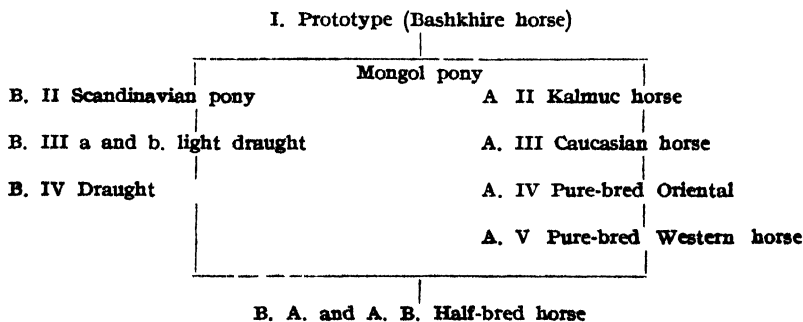 I. Prototype (Bashkhire horse)
Mongol pony
B. II Scandinavian pony
A II Kalmuc horse
B. III a and b. light draught
A. III Caucasian horse
B. IV Draught
A. IV Pure-bred Oriental
A. V Pure-bred Western horse
B. A. and A. B. Half-bred horse